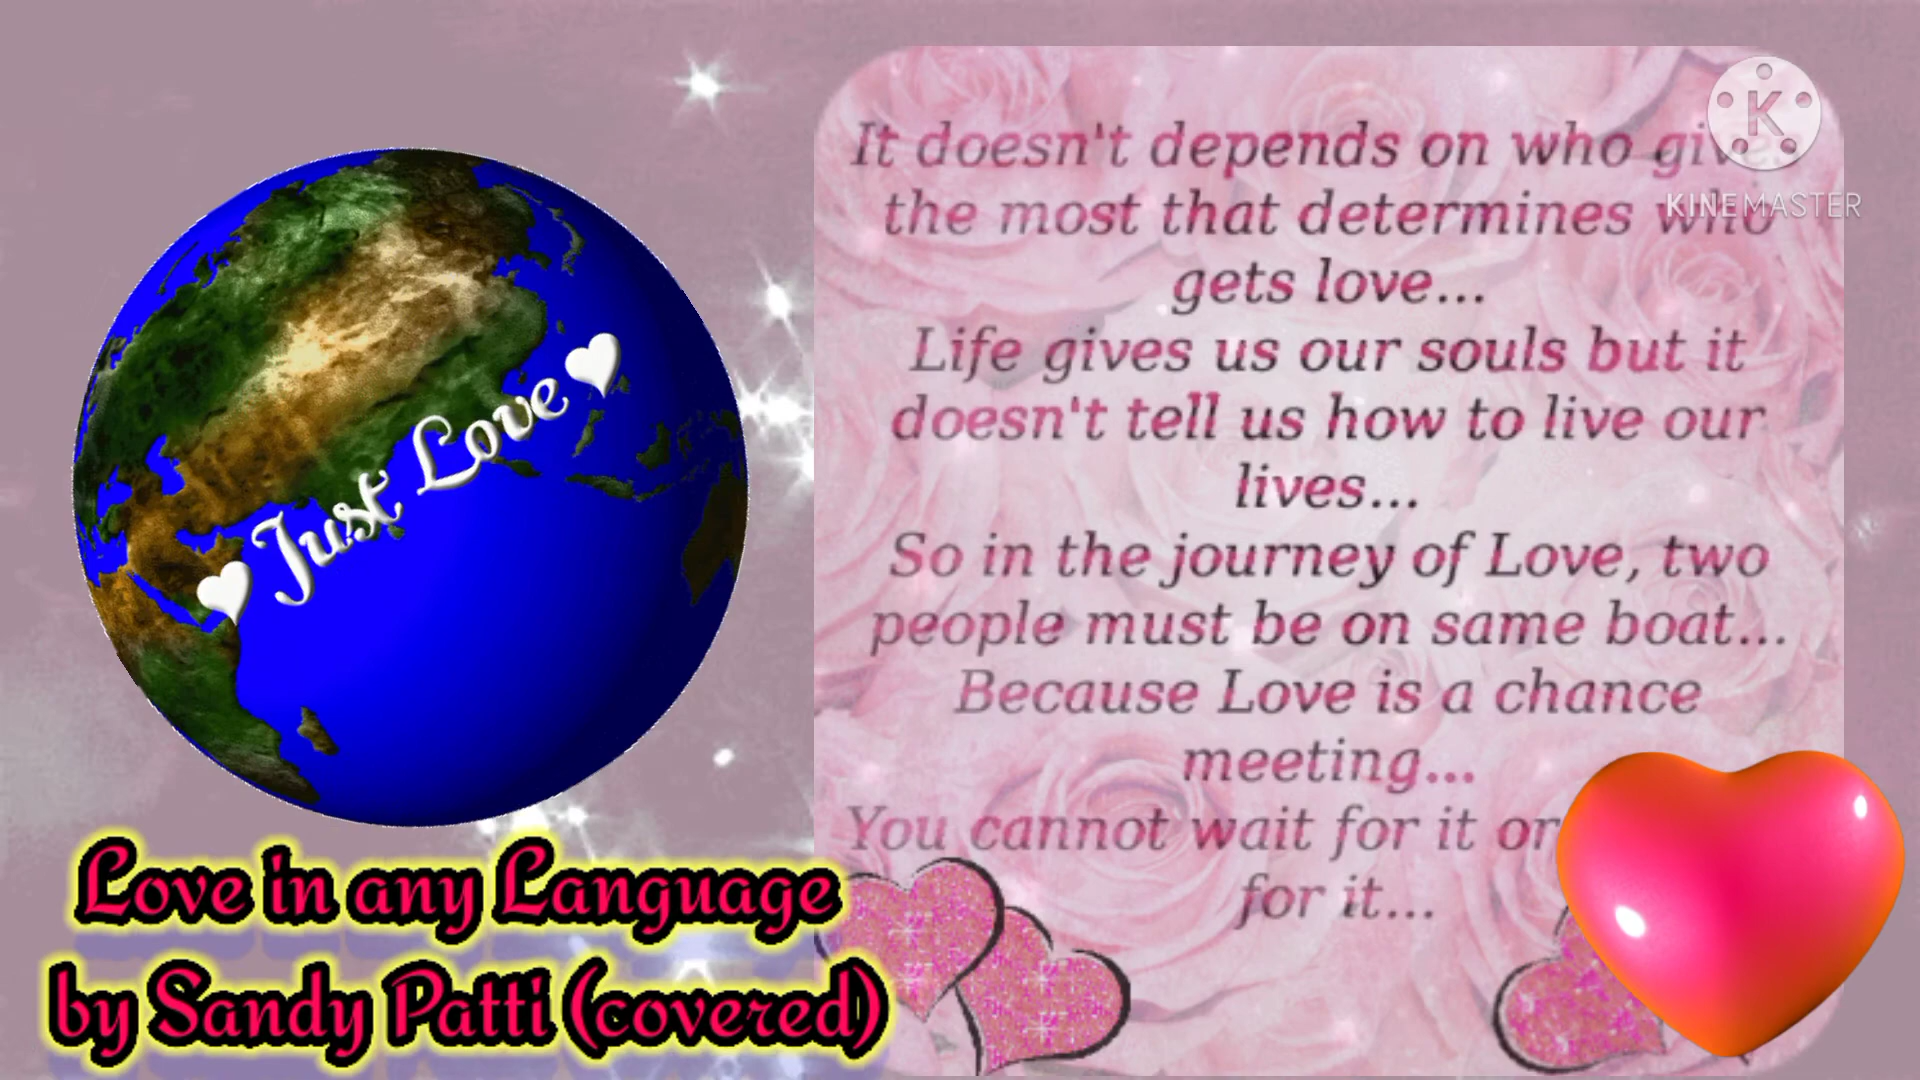 Just Love
Love in any Language
by Sandy Patti (covered)
It doesn't depends on who
the most that determines who
gets love...
Life gives us our souls but it
doesn't tell us how to live our
lives...
So in the journey of Love, two
people must be on same boat...
Because Love is a chance
meeting...
You cannot wait for it or
for it...
K
KINEMASTER